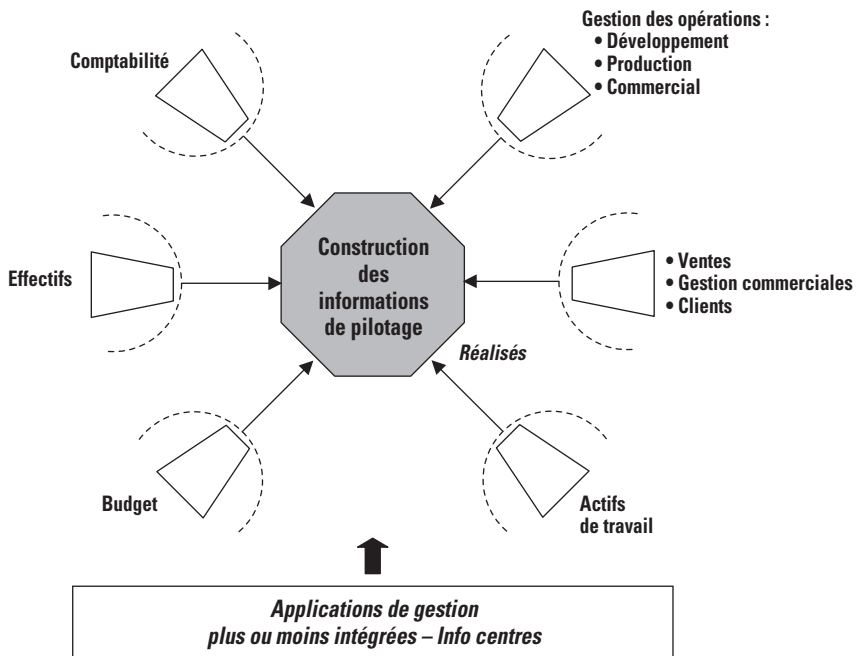 Comptabilité
Gestion des opérations :
• Développement
• Production
• Commercial
Effectifs
Construction
des
informations
de pilotage
• Ventes
• Gestion commerciales
• Clients
Réalisés
Budget
Actifs
de travail
Applications de gestion
plus ou moins intégrées – Info centres